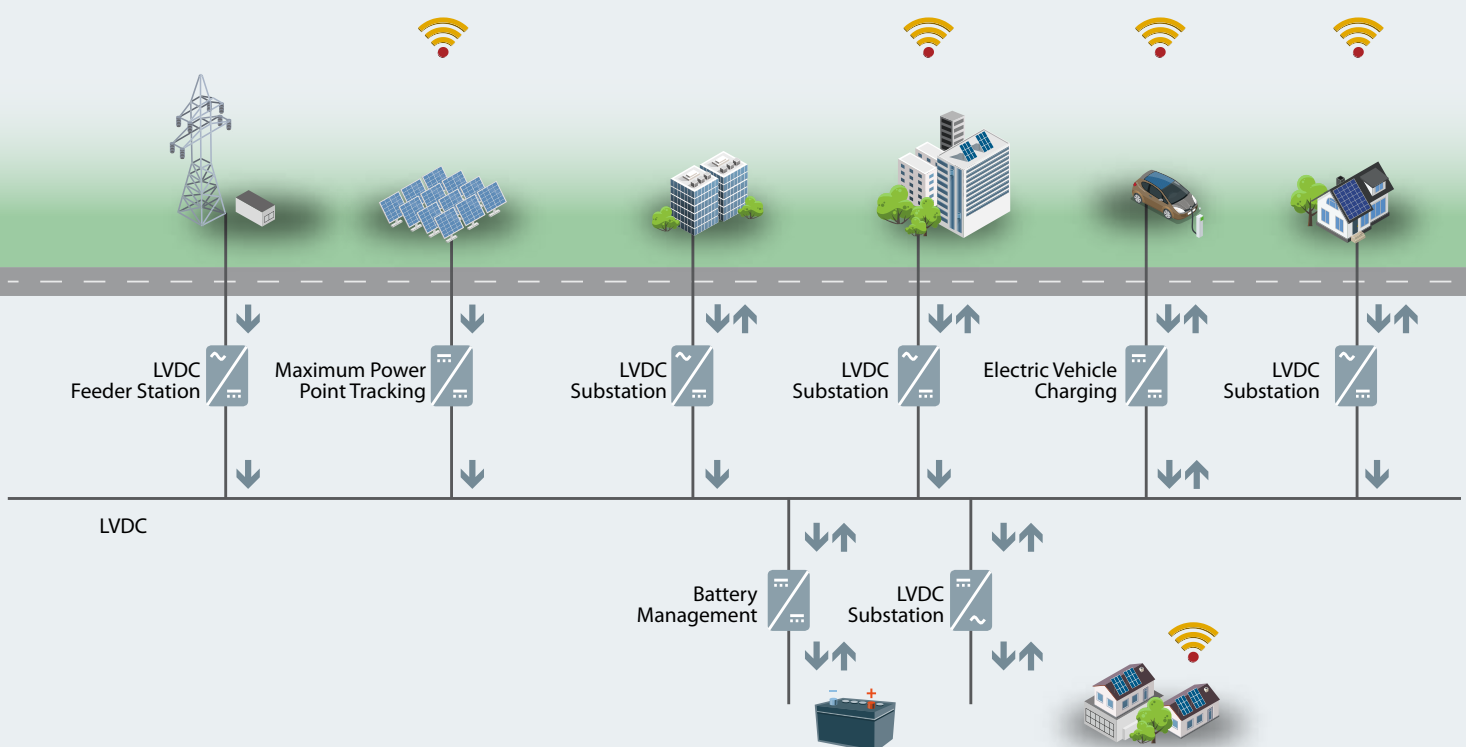 LVDC
Feeder Station
Maximum Power
Point Tracking
LVDC
Substation
LVDC
Substation
Electric Vehicle
Charging
LVDC
Substation
LVDC
Battery
Management
LVDC
Substation